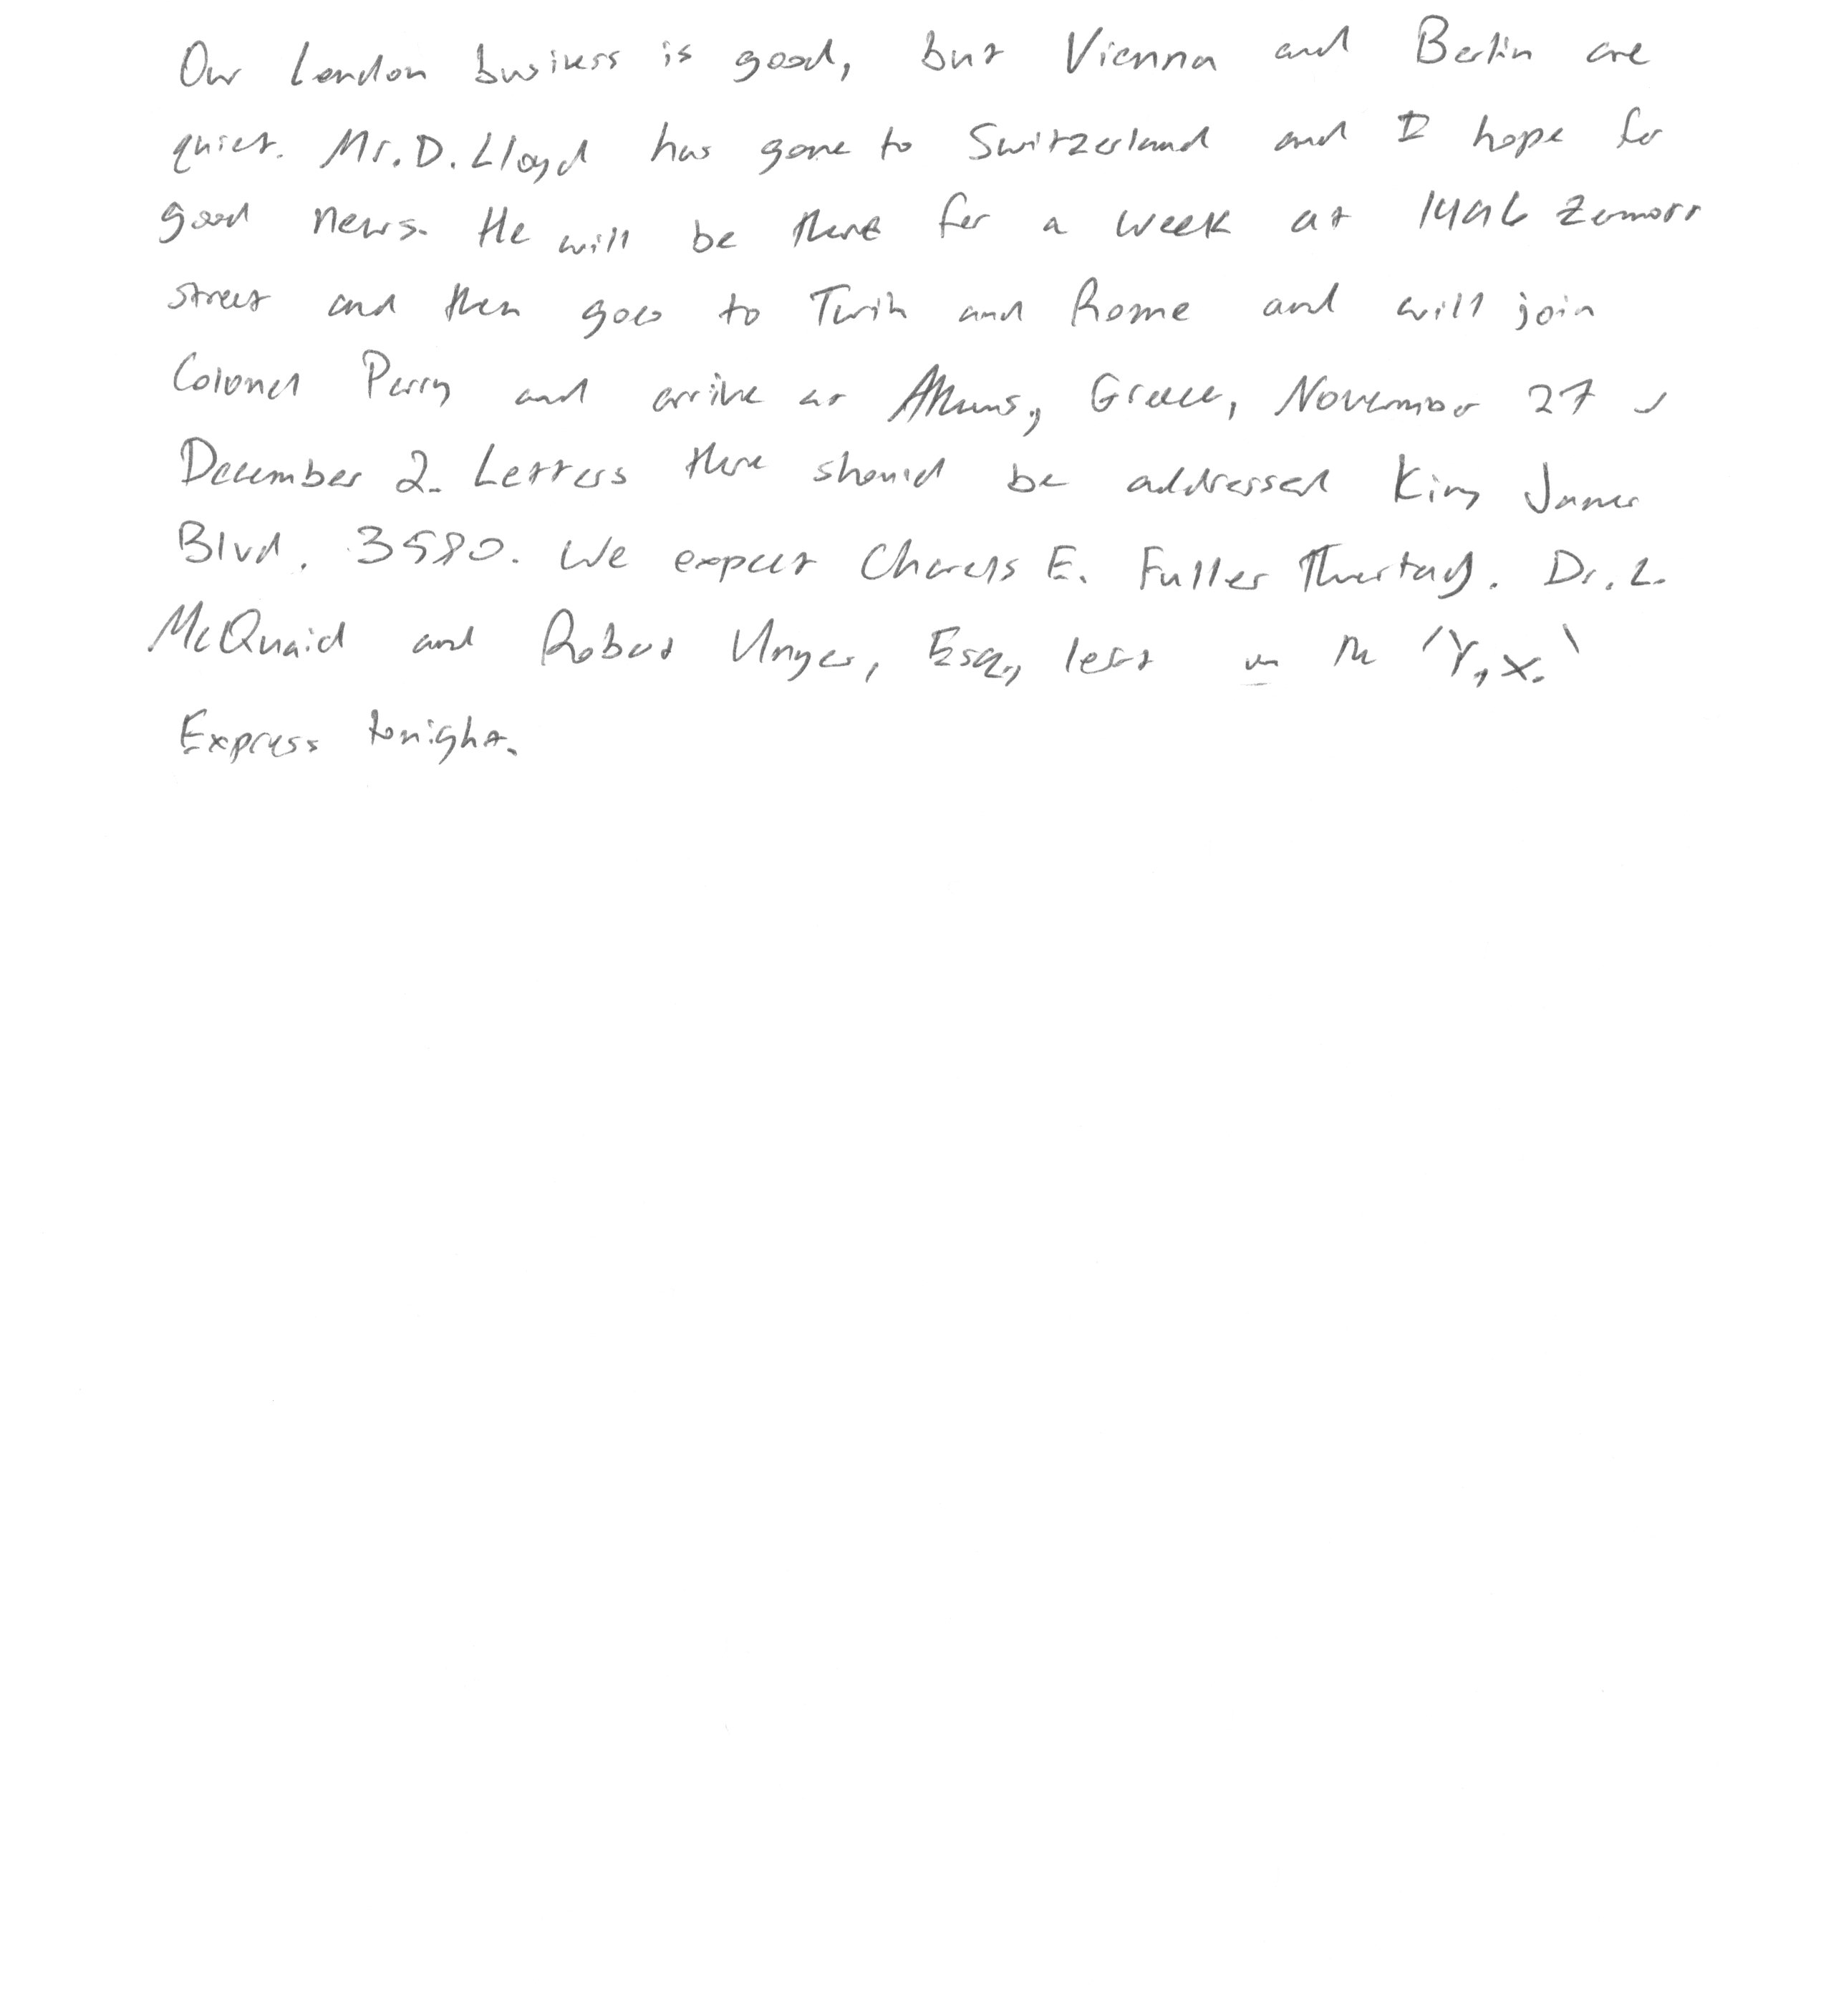 Our London business is good, but Vienna and Berlin are
quiet. Mr. D. Lloyd has gone to Switzerland and I hope for
good news. He will be there for a week at 1496 Zermott
street and then goes to Turin and Rome and will join
Colonel Parry and arrive at Athens, Greece, November 27 or
December 2. Letters there should be addressed King James
Blvd. 3580. We expect Charels E. Fuller Thuesday. Dr. L.
McQuaid and Robert Unger, Esq., left on the 'Y.X.'
Express tonight.